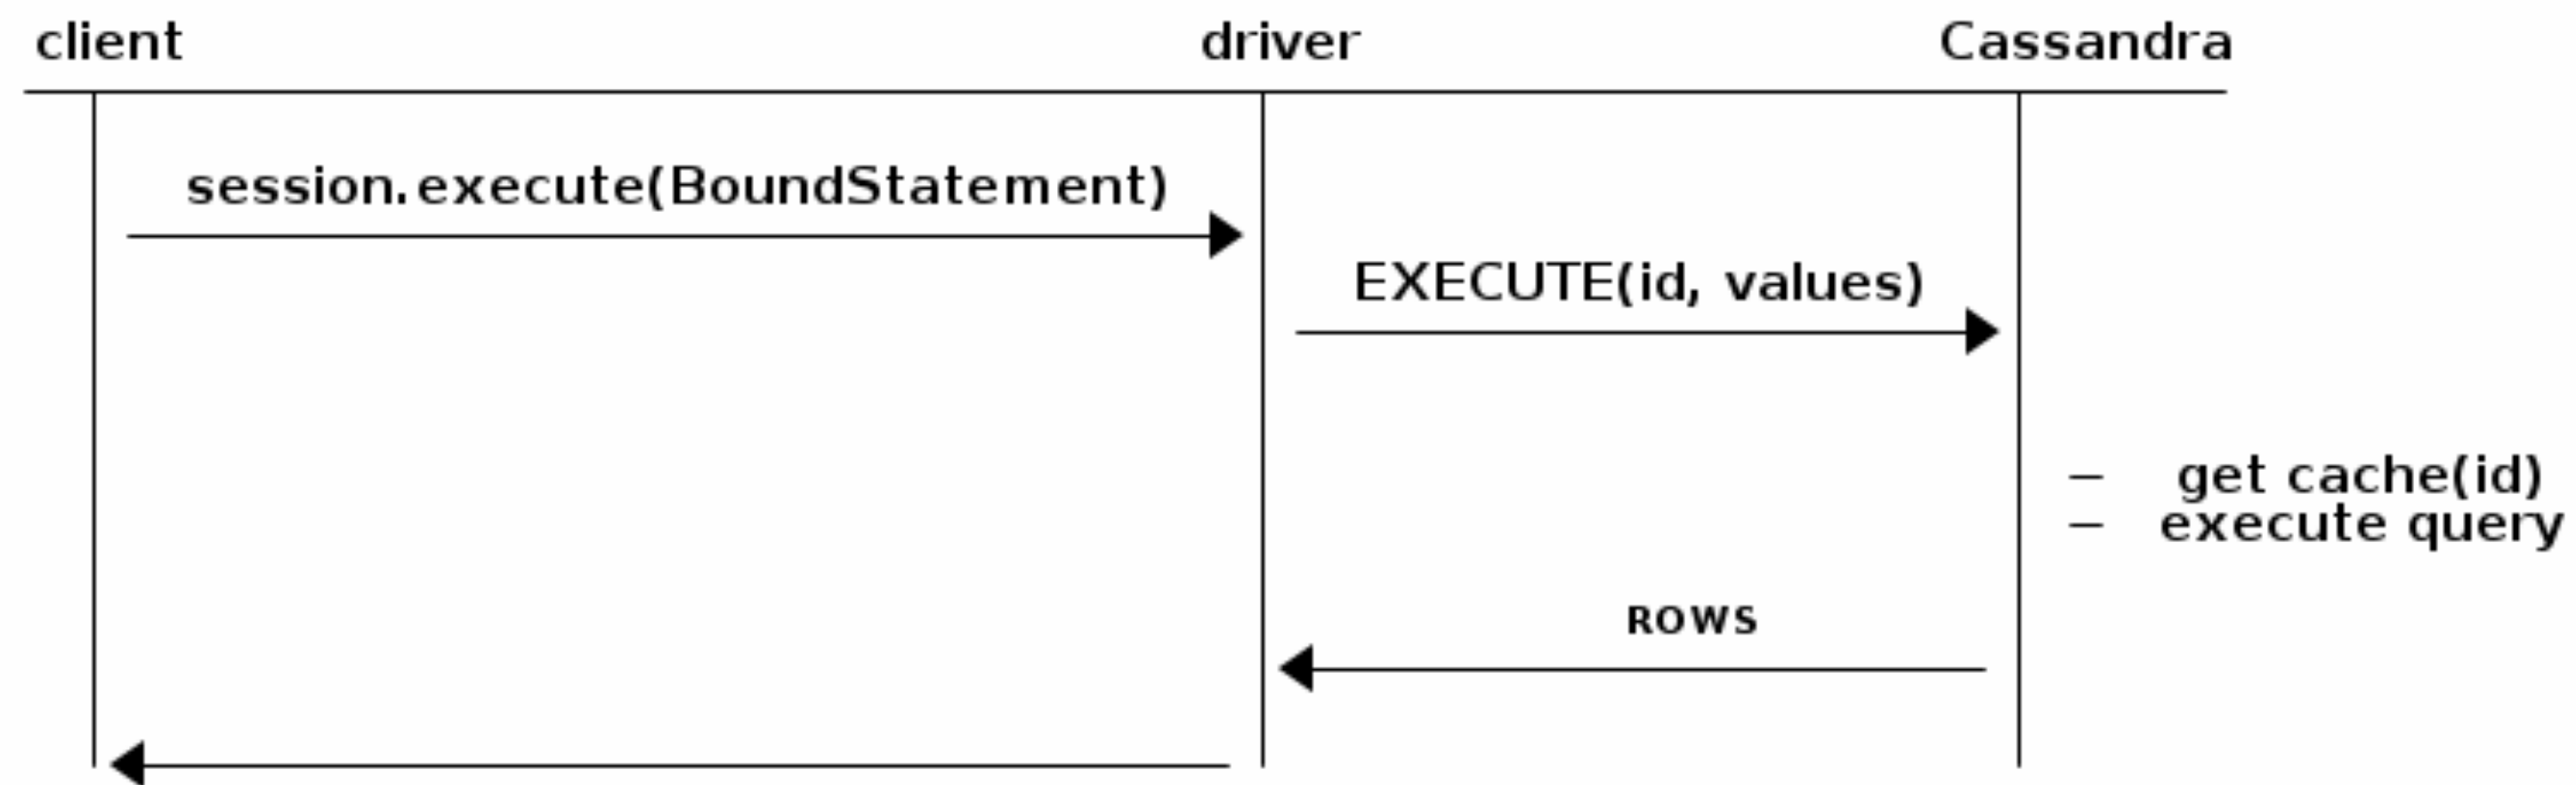 client driver Cassandra
session.execute(BoundStatement)
EXECUTE(id, values)
– get cache(id)
– execute query
ROWS